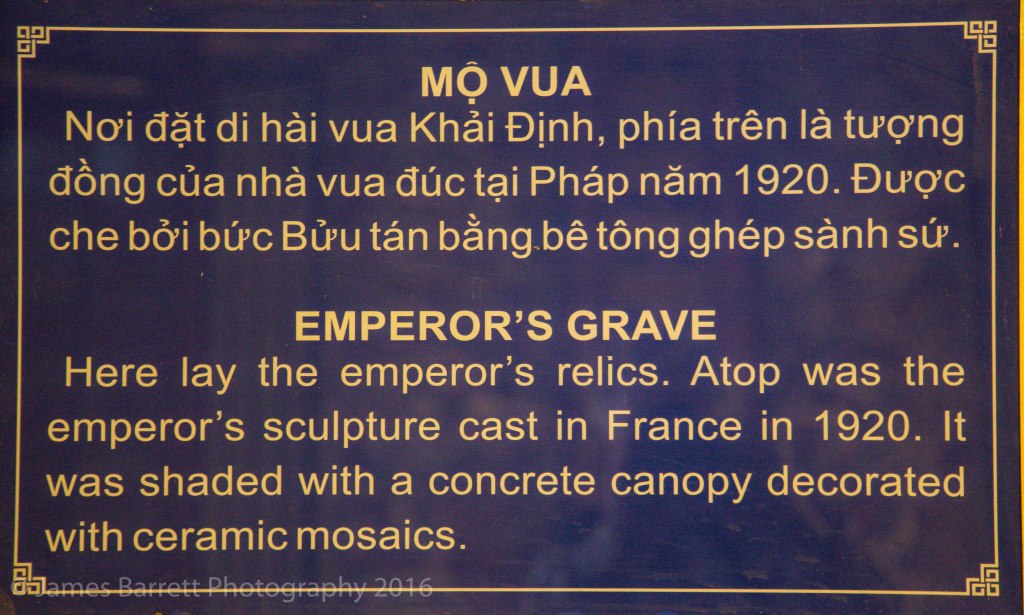 MỘ VUA
Nơi đặt di hài vua Khải Định, phía trên là tượng
đồng của nhà vua đúc tại Pháp năm 1920. Được
che bởi bức Bửu tán bằng bê tông ghép sành sứ.
EMPEROR’S GRAVE
Here lay the emperor’s relics. Atop was the
emperor’s sculpture cast in France in 1920. It
was shaded with a concrete canopy decorated
with ceramic mosaics.
© James Barrett Photography 2016